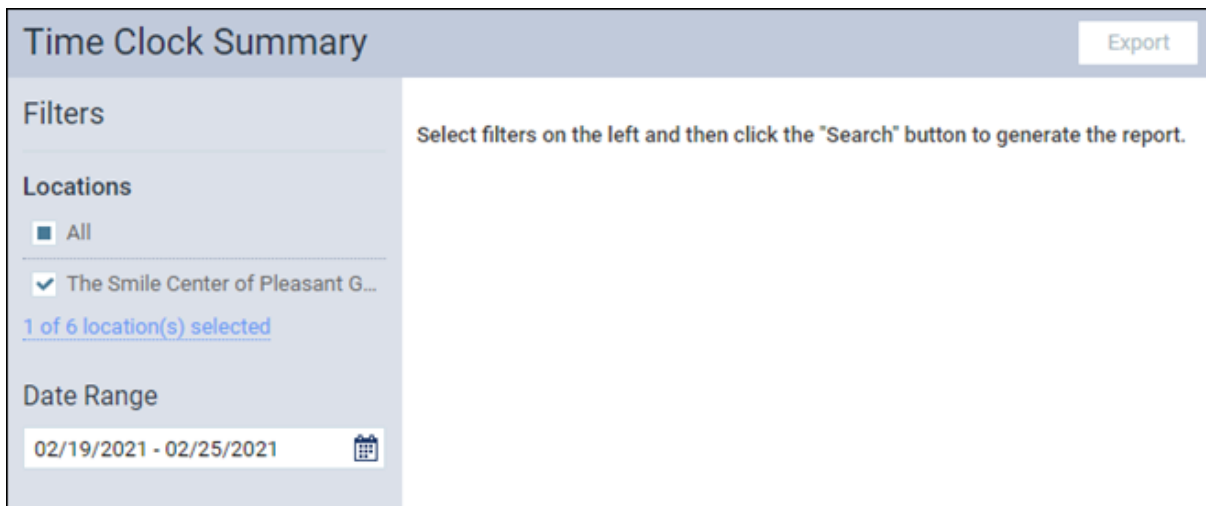 Time Clock Summary
Export
Filters
Select filters on the left and then click the "Search" button to generate the report.
Locations
All
The Smile Center of Pleasant G...
1 of 6 location(s) selected
Date Range
02/19/2021 - 02/25/2021